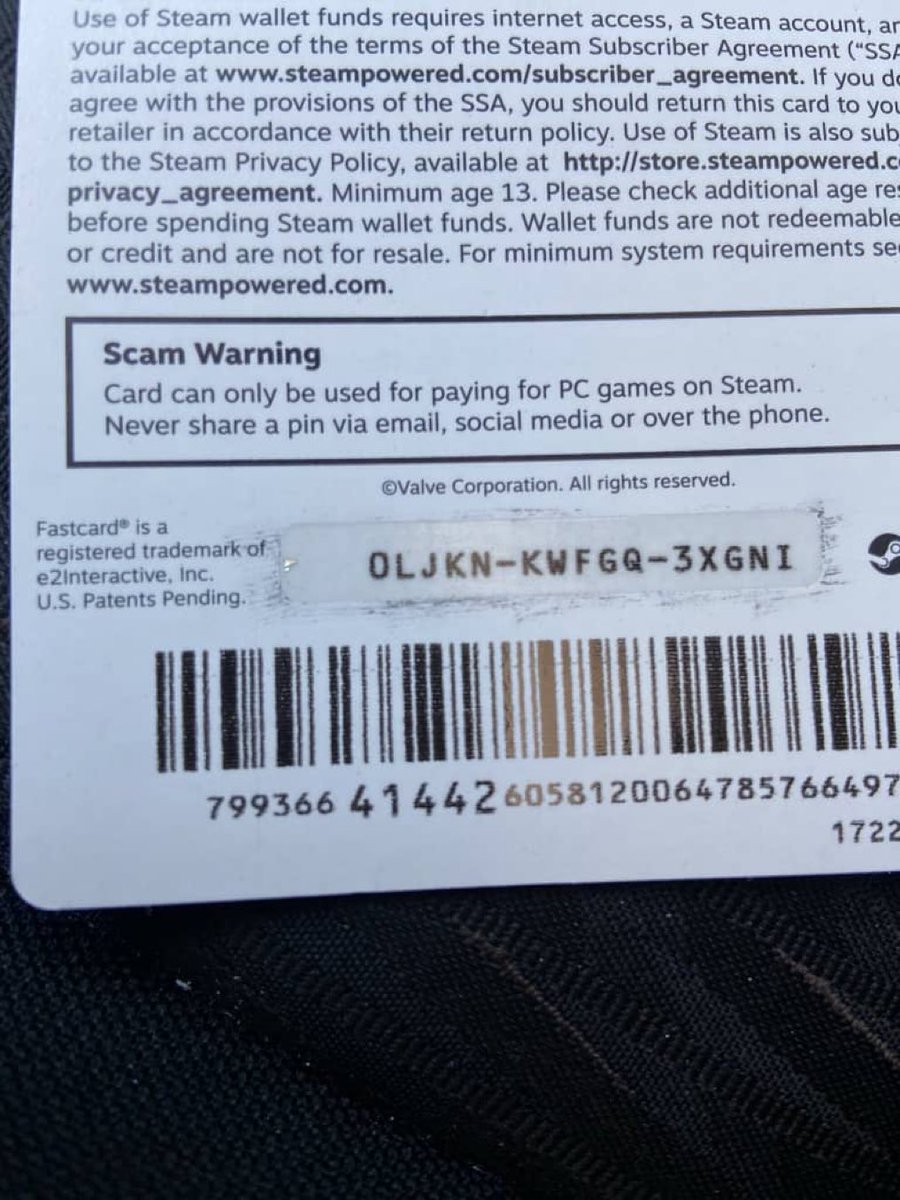 Use of Steam wallet funds requires internet access, a Steam account, an
your acceptance of the terms of the Steam Subscriber Agreement (“SSA
available at www.steampowered.com/subscriber_agreement. If you do
agree with the provisions of the SSA, you should return this card to you
retailer in accordance with their return policy. Use of Steam is also sub
to the Steam Privacy Policy, available at http://store.steampowered.c
privacy_agreement. Minimum age 13. Please check additional age res
before spending Steam wallet funds. Wallet funds are not redeemable
or credit and are not for resale. For minimum system requirements se
www.steampowered.com.
Scam Warning
Card can only be used for paying for PC games on Steam.
Never share a pin via email, social media or over the phone.
©Valve Corporation. All rights reserved.
Fastcard® is a
registered trademark of
e2Interactive, Inc.
U.S. Patents Pending.
0LJKN-KWFGQ-3XGNI
799366 41442 605812006478576649​7
1722